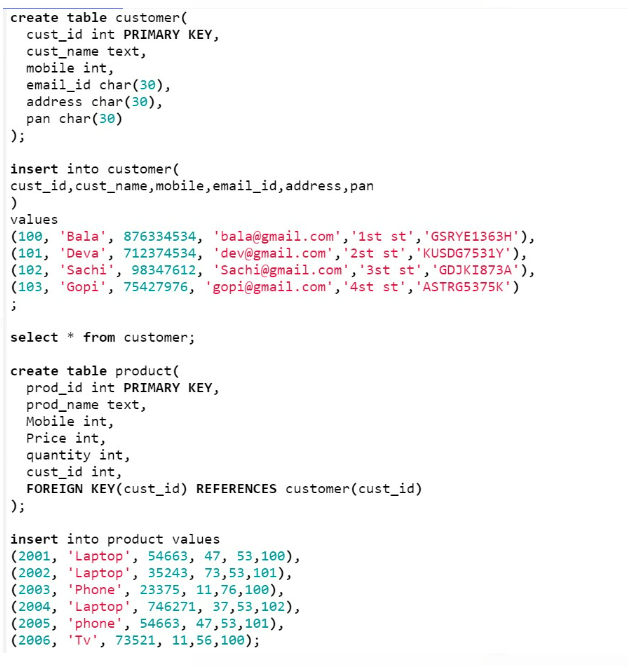 create table customer(
cust_id int PRIMARY KEY,
cust_name text,
mobile int,
email_id char(30),
address char(30),
pan char(30)
);
insert into customer(
cust_id,cust_name,mobile,email_id,address,pan
)
values
(100, 'Bala', 876334534, 'bala@gmail.com','1st st','GSRYE1363H'),
(101, 'Deva', 712374534, 'dev@gmail.com','2st st','KUSDG7531Y'),
(102, 'Sachi', 98347612, 'Sachi@gmail.com','3st st','GDJKI873A'),
(103, 'Gopi', 75427976, 'gopi@gmail.com','4st st','ASTRG5375K')
;
select * from customer;
create table product(
prod_id int PRIMARY KEY,
prod_name text,
Mobile int,
Price int,
quantity int,
cust_id int,
FOREIGN KEY(cust_id) REFERENCES customer(cust_id)
);
insert into product values
(2001, 'Laptop', 54663, 47, 53,100),
(2002, 'Laptop', 35243, 73,53,101),
(2003, 'Phone', 23375, 11,76,100),
(2004, 'Laptop', 746271, 37,53,102),
(2005, 'phone', 54663, 47,53,101),
(2006, 'Tv', 73521, 11,56,100);